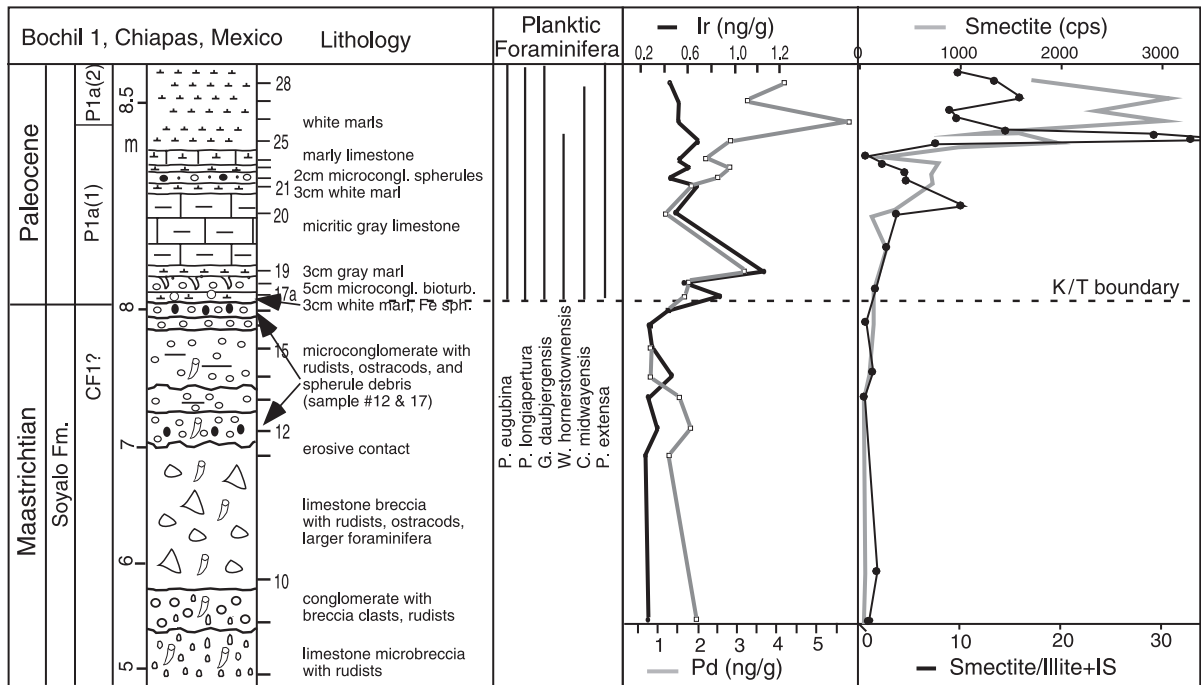 Bochil 1, Chiapas, Mexico
Lithology
Planktic
Foraminifera
Ir (ng/g)
0.2 0.6 1.0 1.2
Smectite (cps)
0 1000 2000 3000
Paleocene
Maastrichtian
Soyalo Fm.
P1a(2)
P1a(1)
CF1?
8.5
m
8
7
6
5
28
25
21
20
19
17a
15
12
10
white marls
marly limestone
2cm microcongl. spherules
3cm white marl
micritic gray limestone
3cm gray marl
5cm microcongl. bioturb.
3cm white marl, Fe sph.
microconglomerate with
rudists, ostracods, and
spherule debris
(sample #12 & 17)
erosive contact
limestone breccia
with rudists, ostracods,
larger foraminifera
conglomerate with
breccia clasts, rudists
limestone microbreccia
with rudists
P. eugubina
P. longiapertura
G. daubjergensis
W. hornerstownensis
C. midwayensis
P. extensa
K/T boundary
1 2 3 4 5
Pd (ng/g)
0 10 20 30
Smectite/Illite+IS